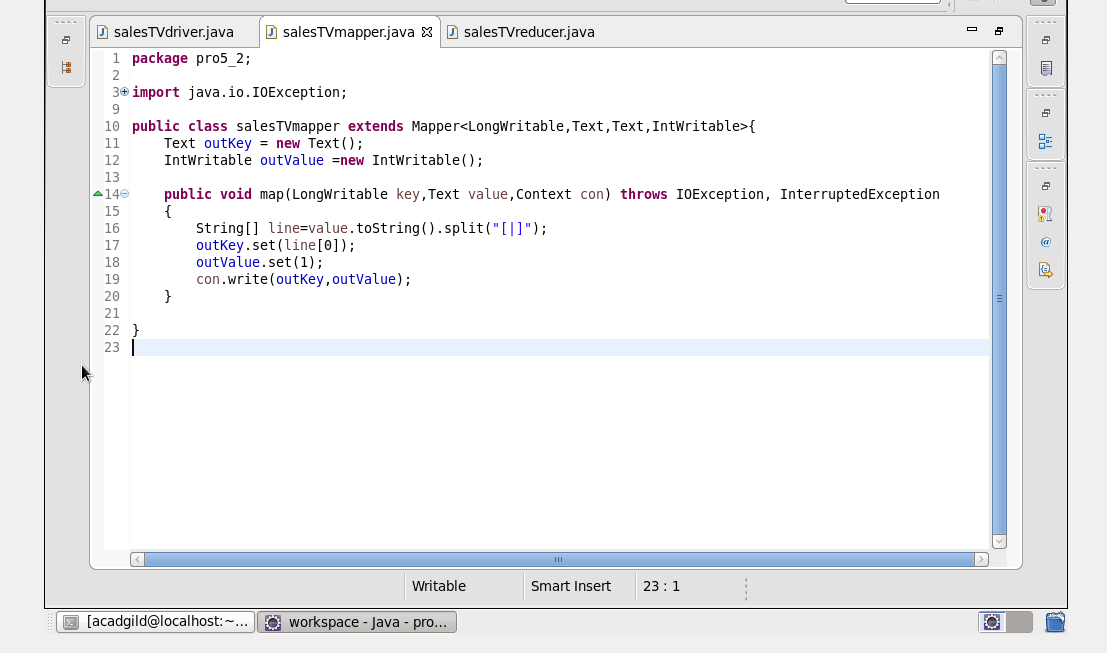 salesTVdriver.java salesTVmapper.java salesTVreducer.java
1 package pro5_2;
2
3 import java.io.IOException;
9
10 public class salesTVmapper extends Mapper<LongWritable,Text,Text,IntWritable>{
11     Text outKey = new Text();
12     IntWritable outValue =new IntWritable();
13
14     public void map(LongWritable key,Text value,Context con) throws IOException, InterruptedException
15     {
16         String[] line=value.toString().split("[|]");
17         outKey.set(line[0]);
18         outValue.set(1);
19         con.write(outKey,outValue);
20     }
21
22 }
23
Writable Smart Insert 23 : 1
[acadgild@localhost:~... workspace - Java - pro...